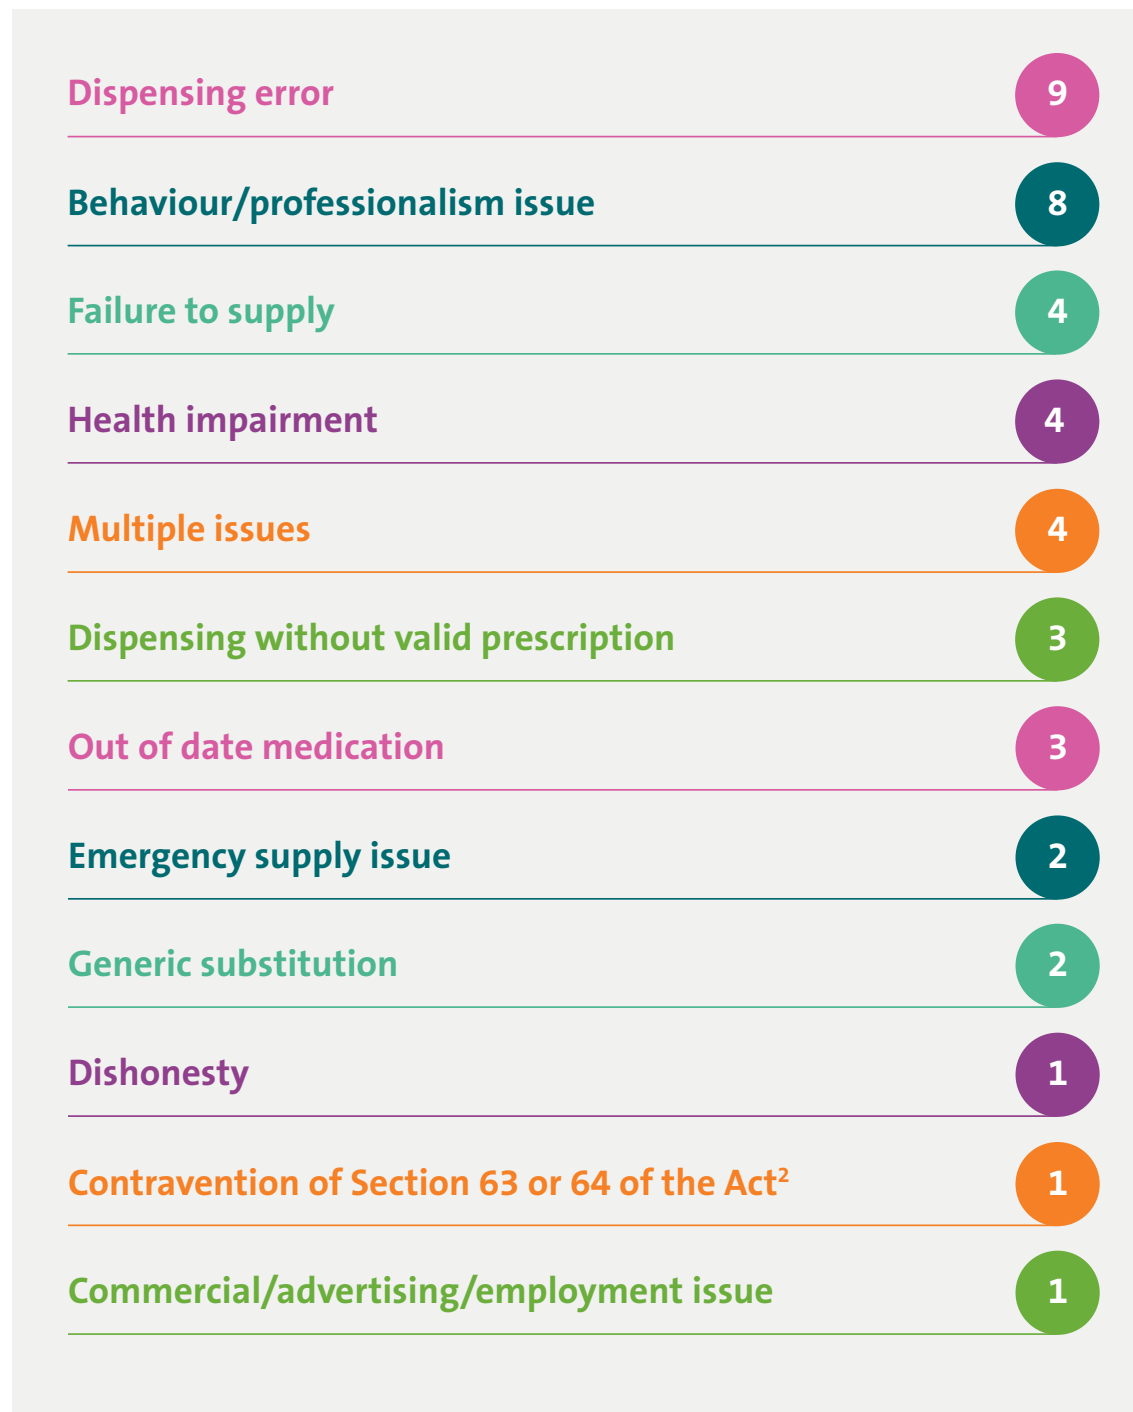 Dispensing error 9
Behaviour/professionalism issue 8
Failure to supply 4
Health impairment 4
Multiple issues 4
Dispensing without valid prescription 3
Out of date medication 3
Emergency supply issue 2
Generic substitution 2
Dishonesty 1
Contravention of Section 63 or 64 of the Act² 1
Commercial/advertising/employment issue 1